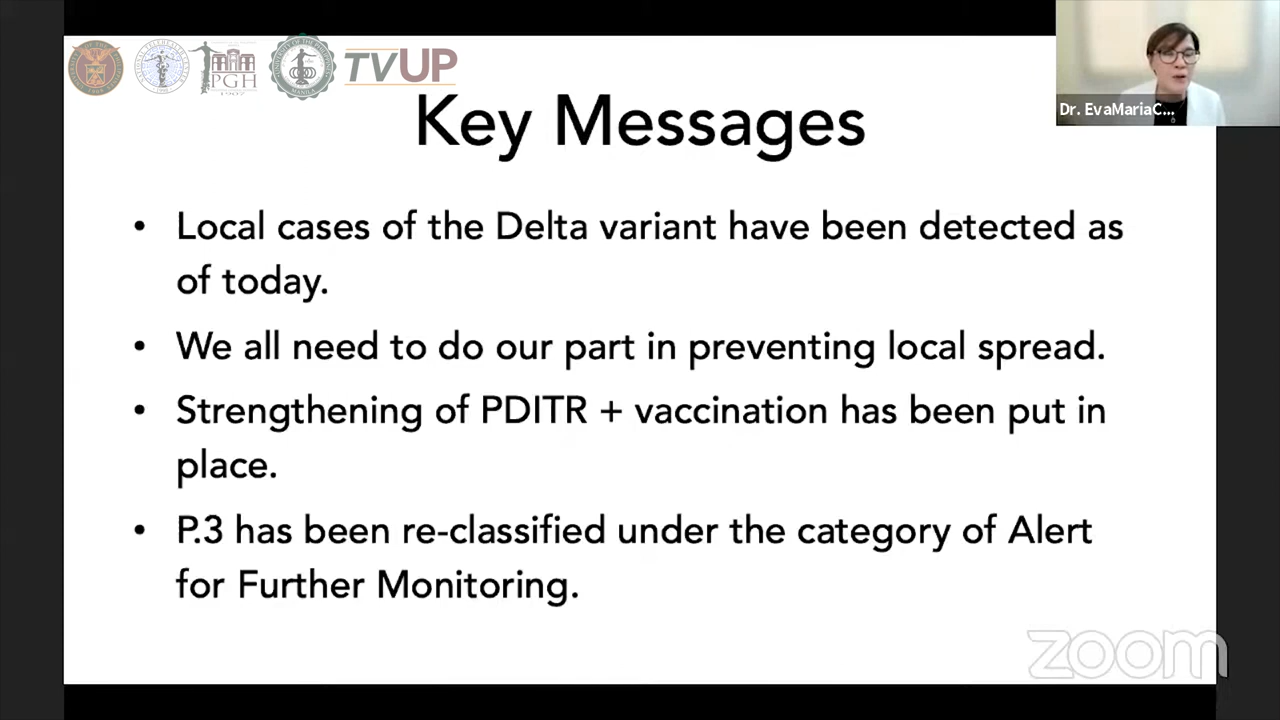 PGH
1907
TVUP
Dr. EvaMariaC...
Key Messages
• Local cases of the Delta variant have been detected as
of today.
• We all need to do our part in preventing local spread.
• Strengthening of PDITR + vaccination has been put in
place.
• P.3 has been re-classified under the category of Alert
for Further Monitoring.
zoom